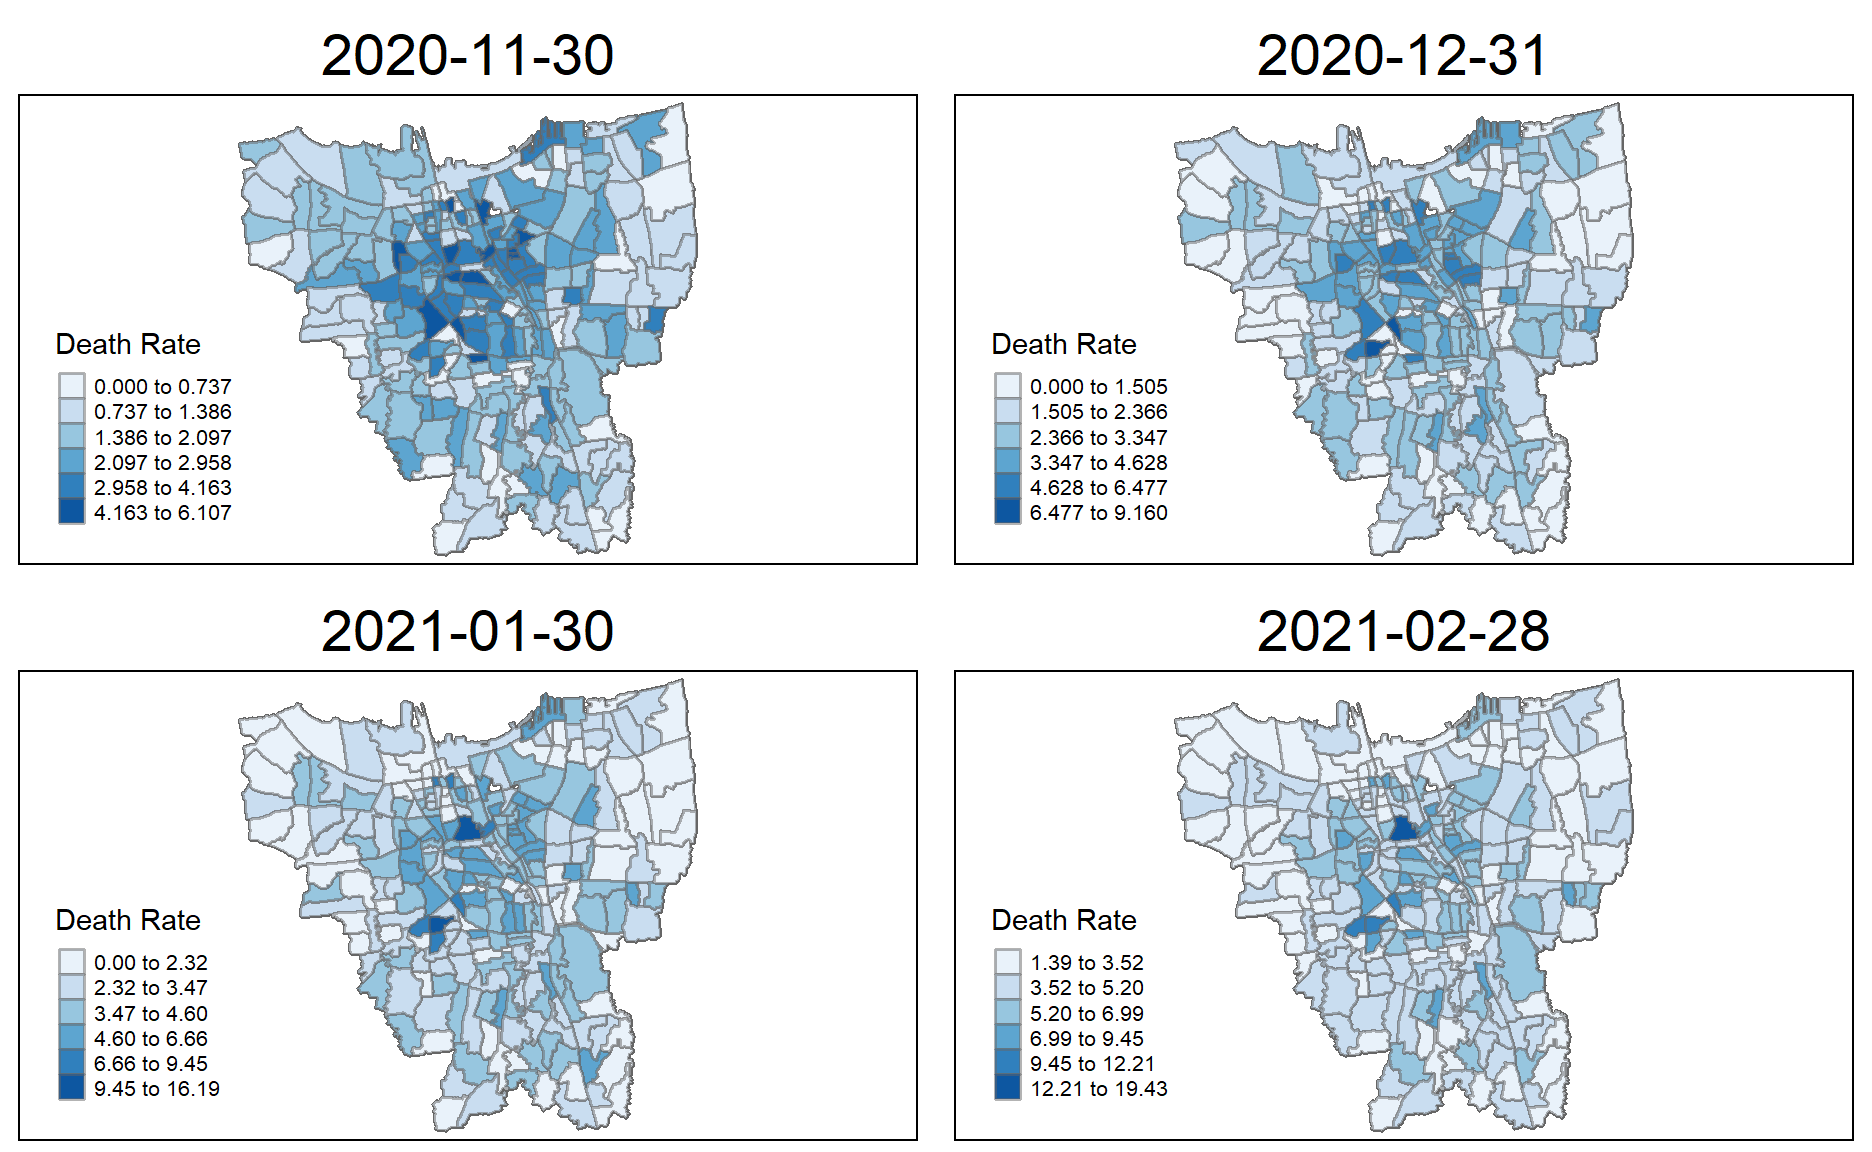 2020-11-30
Death Rate
0.000 to 0.737
0.737 to 1.386
1.386 to 2.097
2.097 to 2.958
2.958 to 4.163
4.163 to 6.107
2020-12-31
Death Rate
0.000 to 1.505
1.505 to 2.366
2.366 to 3.347
3.347 to 4.628
4.628 to 6.477
6.477 to 9.160
2021-01-30
Death Rate
0.00 to 2.32
2.32 to 3.47
3.47 to 4.60
4.60 to 6.66
6.66 to 9.45
9.45 to 16.19
2021-02-28
Death Rate
1.39 to 3.52
3.52 to 5.20
5.20 to 6.99
6.99 to 9.45
9.45 to 12.21
12.21 to 19.43